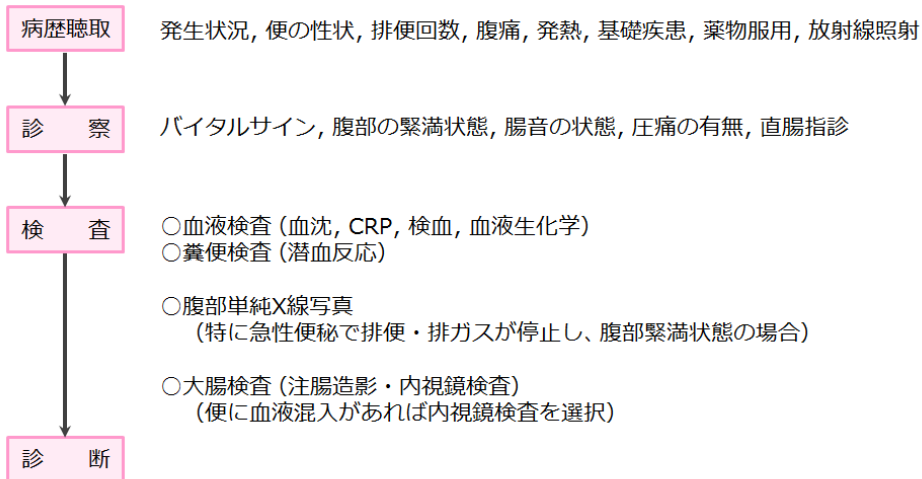 病歴聴取 発生状況, 便の性状, 排便回数, 腹痛, 発熱, 基礎疾患, 薬物服用, 放射線照射
診 察 バイタルサイン, 腹部の緊満状態, 腸音の状態, 圧痛の有無, 直腸指診
検 査 ○血液検査 (血沈, CRP, 検血, 血液生化学)
○糞便検査 (潜血反応)
○腹部単純X線写真
(特に急性便秘で排便・排ガスが停止し、腹部緊満状態の場合)
○大腸検査 (注腸造影・内視鏡検査)
(便に血液混入があれば内視鏡検査を選択)
診 断